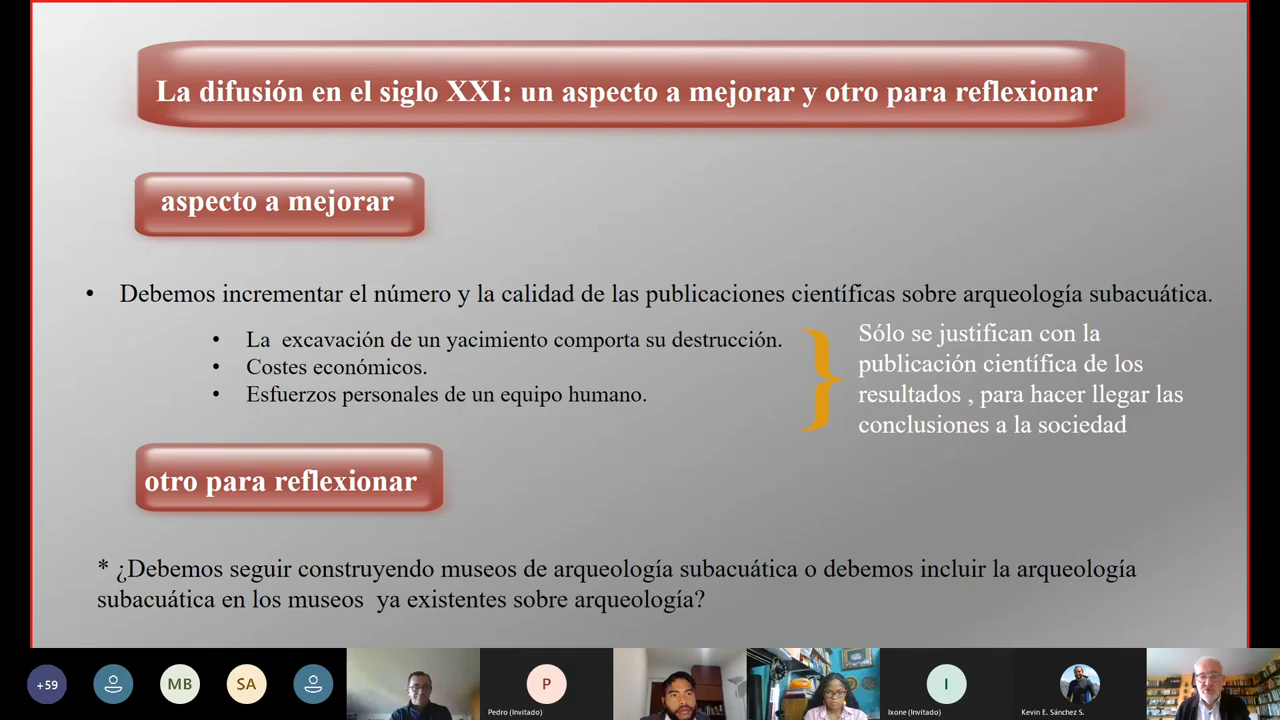 La difusión en el siglo XXI: un aspecto a mejorar y otro para reflexionar
aspecto a mejorar
• Debemos incrementar el número y la calidad de las publicaciones científicas sobre arqueología subacuática.
• La excavación de un yacimiento comporta su destrucción.
• Costes económicos.
• Esfuerzos personales de un equipo humano.
Sólo se justifican con la
publicación científica de los
resultados , para hacer llegar las
conclusiones a la sociedad
otro para reflexionar
* ¿Debemos seguir construyendo museos de arqueología subacuática o debemos incluir la arqueología
subacuática en los museos ya existentes sobre arqueología?
+59
MB
SA
P
Pedro (Invitado)
I
Ixone (Invitado)
Kevin E. Sánchez S.